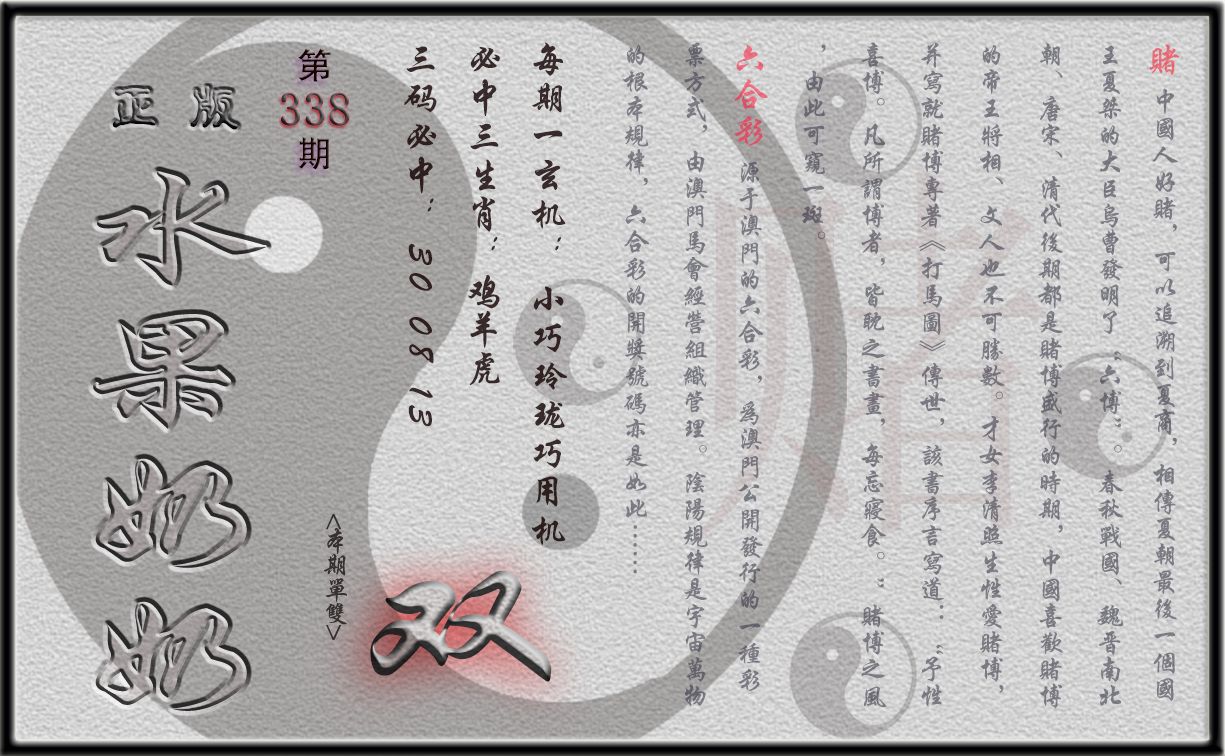 賭 中國人好賭，可以追溯到夏商，相傳夏朝最後一個國
王夏桀的大臣烏曹發明了“六博”。春秋戰國、魏晋南北
朝、唐宋、清代後期都是賭博盛行的時期，中國喜歡賭博
的帝王將相、文人也不可勝數。才女李清照生性愛賭博，
并寫就賭博專著《打馬圖》傳世，該書序言寫道：“予性
喜博。凡所謂博者，皆耽之書畫，每忘寢食。”賭博之風
，由此可窺一斑。
六合彩 源于澳門的六合彩，爲澳門公開發行的一種彩
票方式，由澳門馬會經營組織管理。陰陽規律是宇宙萬物
的根本規律，六合彩的開獎號碼亦是如此……
每期一玄机：小巧玲珑巧用机
必中三生肖：鸡羊虎
三码必中：30 08 13
第
338
期
<本期單雙>
双
正版
水果奶奶
賭